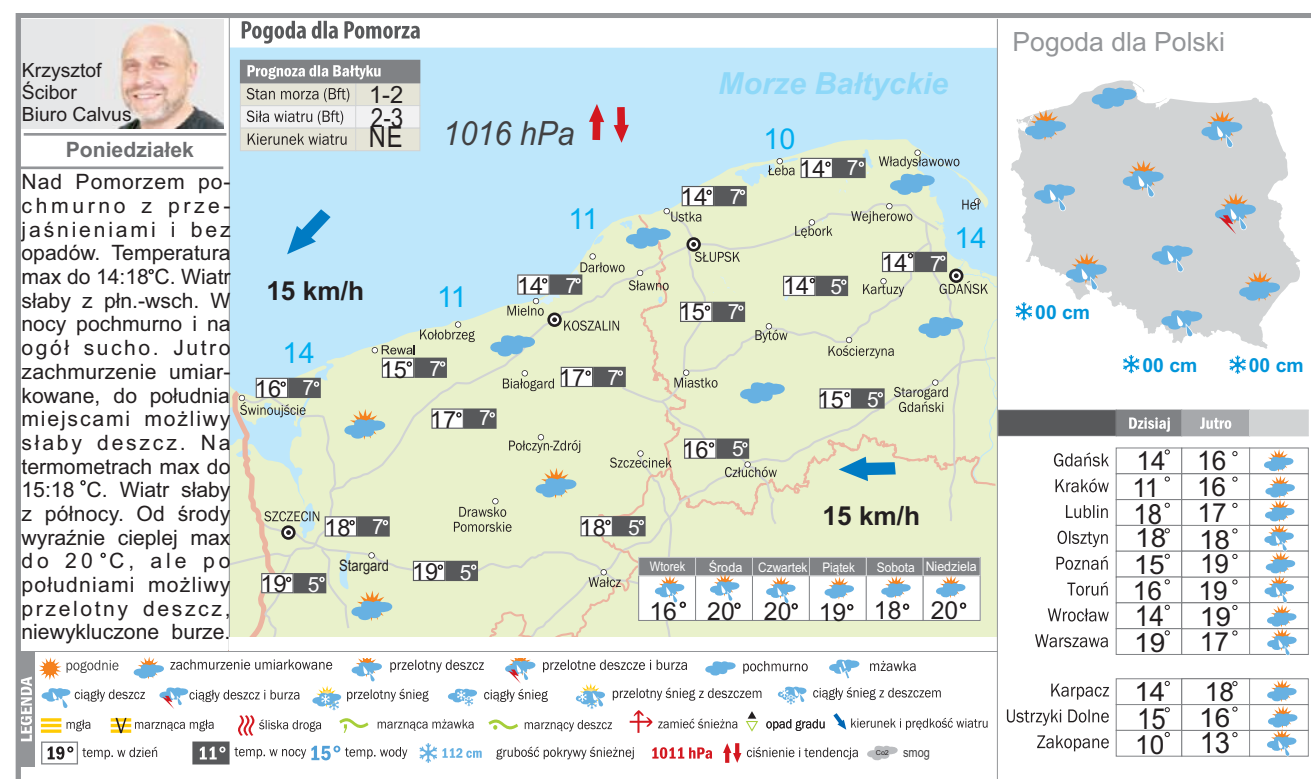 Krzysztof
Ścibor
Biuro Calvus
Poniedziałek
Nad Pomorzem po-
chmurno z prze-
jaśnieniami i bez
opadów. Temperatura
max do 14:18°C. Wiatr
słaby z płn.-wsch. W
nocy pochmurno i na
ogół sucho. Jutro
zachmurzenie umiar-
kowane, do południa
miejscami możliwy
słaby deszcz. Na
termometrach max do
15:18 °C. Wiatr słaby
z północy. Od środy
wyraźnie cieplej max
do 20 °C, ale po
południami możliwy
przelotny deszcz,
niewykluczone burze.
Pogoda dla Pomorza
Prognoza dla Bałtyku
Stan morza (Bft) 1-2
Siła wiatru (Bft) 2-3
Kierunek wiatru NE
1016 hPa
Morze Bałtyckie
10
Łeba 14° 7°
Władysławowo
Hel
14° 7°
Ustka
Wejherowo
Lębork
11
14
SŁUPSK
14° 7°
GDAŃSK
Darłowo
Sławno
14° 5°
Kartuzy
15 km/h
14° 7°
Mielno
KOSZALIN
11
Kołobrzeg
15° 7°
Bytów
Kościerzyna
14
Rewal
15° 7°
16° 7°
Świnoujście
Białogard
17° 7°
Miastko
15° 5°
Starogard
Gdański
17° 7°
Połczyn-Zdrój
16° 5°
Szczecinek
Człuchów
15 km/h
SZCZECIN
18° 7°
Drawsko
Pomorskie
18° 5°
Stargard
19° 5°
19° 5°
Wałcz
Wtorek Środa Czwartek Piątek Sobota Niedziela
16° 20° 20° 19° 18° 20°
Pogoda dla Polski
00 cm
00 cm
00 cm
Dzisiaj Jutro
Gdańsk 14° 16°
Kraków 11° 16°
Lublin 18° 17°
Olsztyn 18° 18°
Poznań 15° 19°
Toruń 16° 19
Wrocław 14° 19°
Warszawa 19° 17°
Karpacz 14° 18°
Ustrzyki Dolne 15° 16°
Zakopane 10° 13°
LEGENDA
pogodnie zachmurzenie umiarkowane przelotny deszcz przelotne deszcze i burza pochmurno mżawka
ciągły deszcz ciągły deszcz i burza przelotny śnieg ciągły śnieg przelotny śnieg z deszczem ciągły śnieg z deszczem
mgła marznąca mgła śliska droga marznąca mżawka marznący deszcz zamieć śnieżna opad gradu kierunek i prędkość wiatru
19° temp. w dzień 11° temp. w nocy 15° temp. wody 112 cm grubość pokrywy śnieżnej 1011 hPa ciśnienie i tendencja Co2 smog